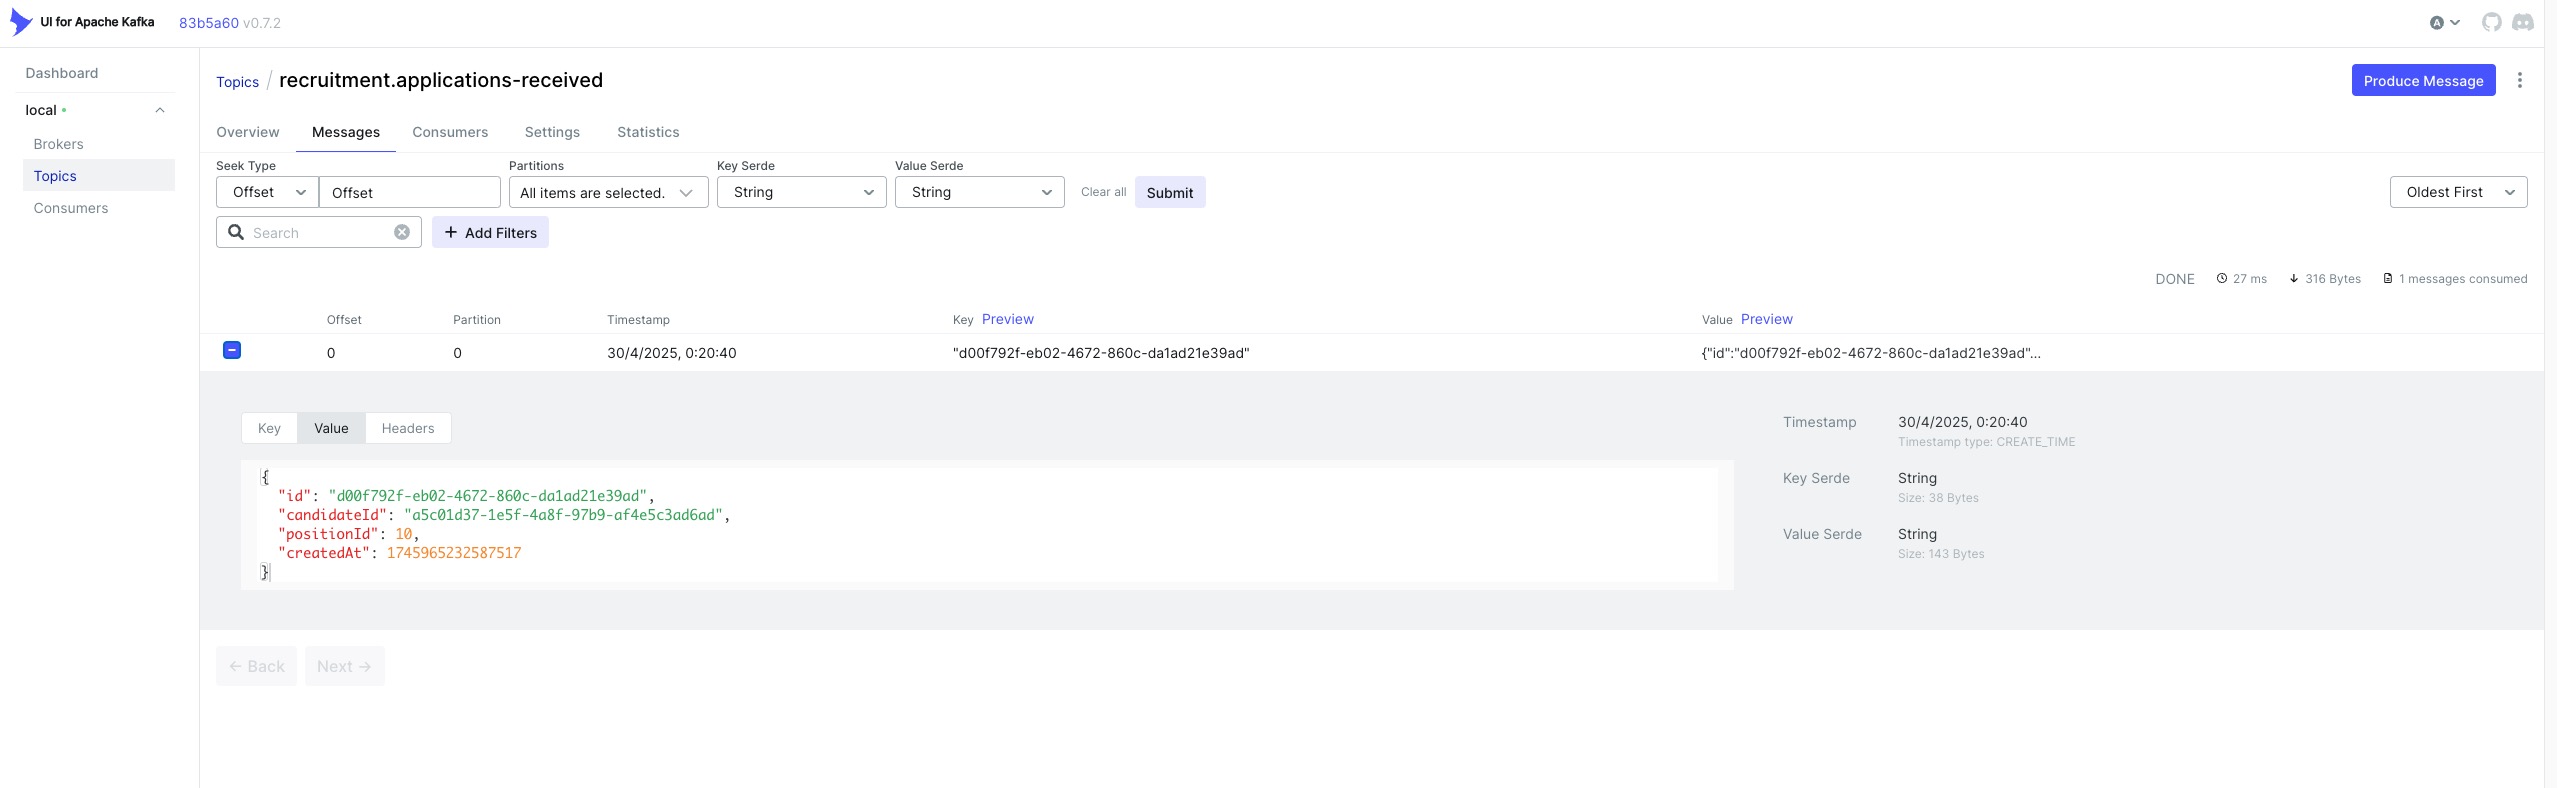 UI for Apache Kafka 83b5a60 v0.7.2 A
Dashboard
local
Brokers
Topics
Consumers
Topics / recruitment.applications-received
Produce Message
Overview Messages Consumers Settings Statistics
Seek Type Partitions Key Serde Value Serde
Offset Offset All items are selected. String String Clear all Submit Oldest First
Search + Add Filters
DONE 27 ms 316 Bytes 1 messages consumed
Offset Partition Timestamp Key Preview Value Preview
0 0 30/4/2025, 0:20:40 "d00f792f-eb02-4672-860c-da1ad21e39ad" {"id":"d00f792f-eb02-4672-860c-da1ad21e39ad"...
Key Value Headers
{
"id": "d00f792f-eb02-4672-860c-da1ad21e39ad",
"candidateId": "a5c01d37-1e5f-4a8f-97b9-af4e5c3ad6ad",
"positionId": 10,
"createdAt": 1745965232587517
}
Timestamp 30/4/2025, 0:20:40
Timestamp type: CREATE_TIME
Key Serde String
Size: 38 Bytes
Value Serde String
Size: 143 Bytes
← Back Next →